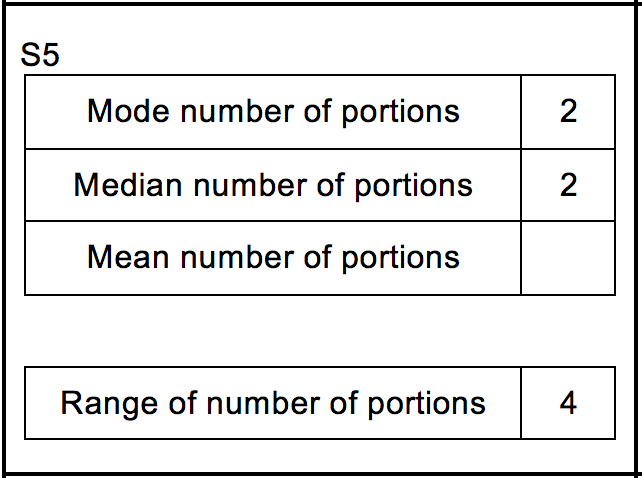 S5
Mode number of portions 2
Median number of portions 2
Mean number of portions
Range of number of portions 4